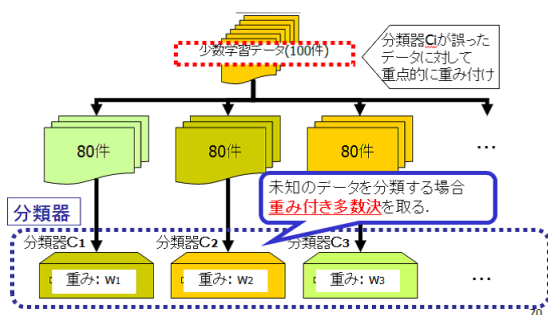 少数学習データ(100件)
分類器Ciが誤った
データに対して
重点的に重み付け
80件
80件
80件
…
未知のデータを分類する場合
重み付き多数決を取る.
分類器
分類器C1
分類器C2
分類器C3
重み: w1
重み: w2
重み: w3
…